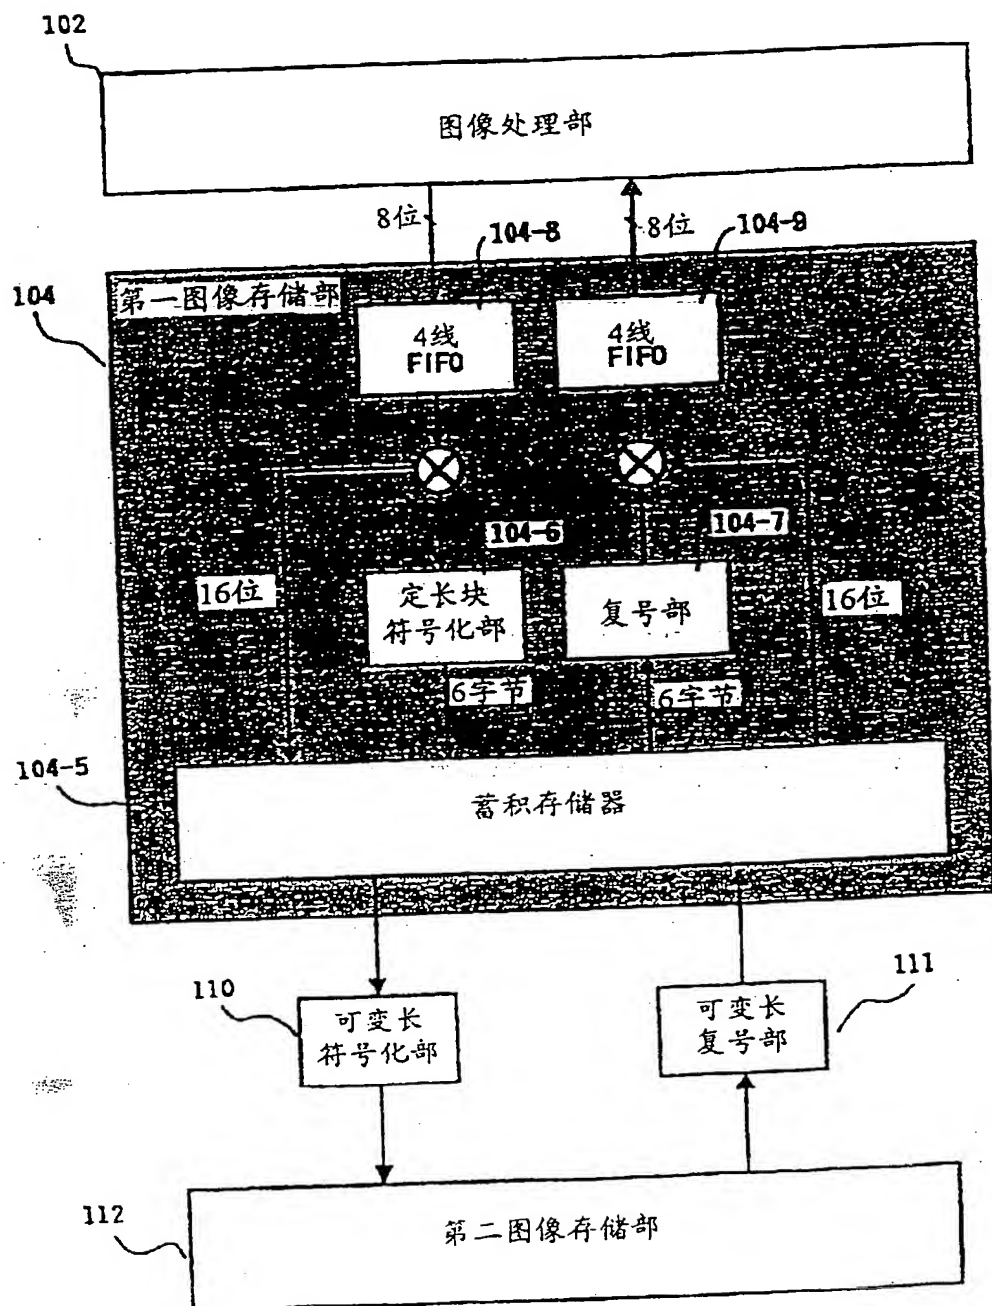 102
图像处理部
8位
8位
104-8
104-9
104
第一图像存储部
4线
FIFO
4线
FIFO
104-6
104-7
16位
定长块
符号化部
复号部
16位
6字节
6字节
104-5
蓄积存储器
110
可变长
符号化部
可变长
复号部
111
112
第二图像存储部